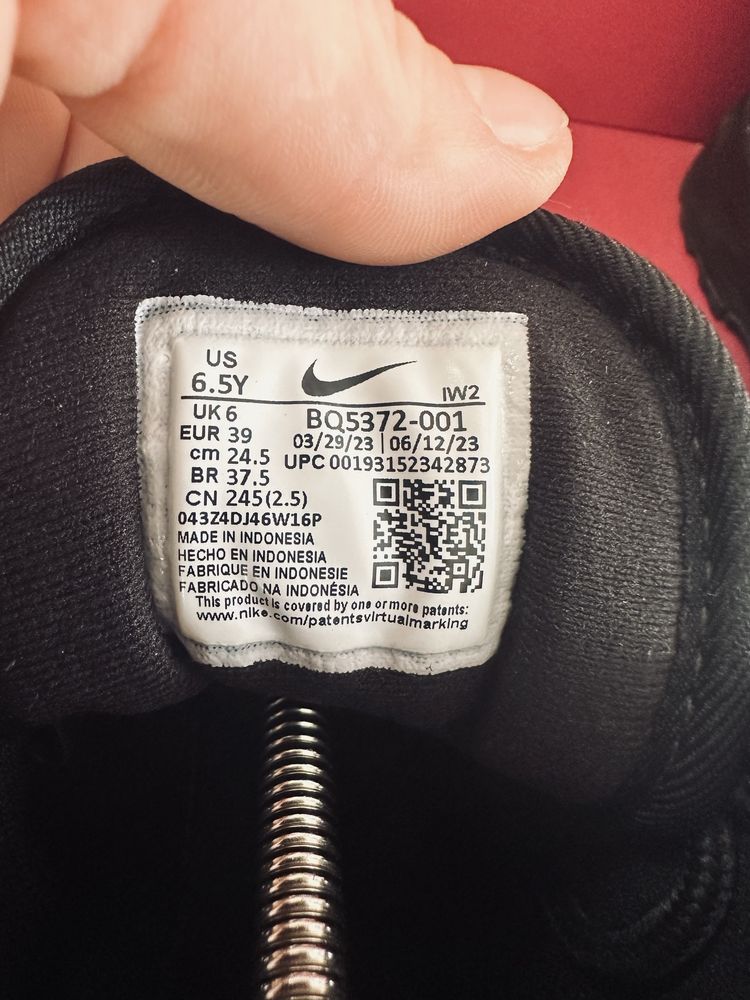 US
6.5Y
IW2
UK 6
BQ5372-001
EUR 39
03/29/23 | 06/12/23
cm 24.5
UPC 00193152342873
BR 37.5
CN 245(2.5)
043Z4DJ46W16P
MADE IN INDONESIA
HECHO EN INDONESIA
FABRIQUE EN INDONESIE
FABRICADO NA INDONÉSIA
This product is covered by one or more patents:
www.nike.com/patentsvirtualmarking